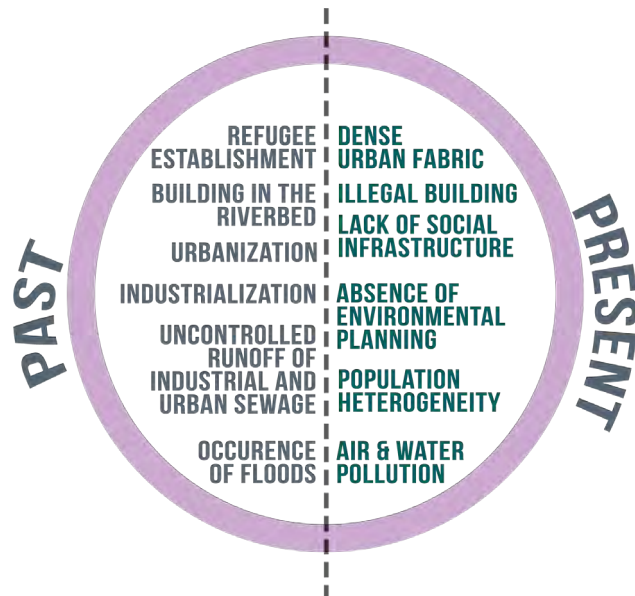 PAST
REFUGEE
ESTABLISHMENT
BUILDING IN THE
RIVERBED
URBANIZATION
INDUSTRIALIZATION
UNCONTROLLED
RUNOFF OF
INDUSTRIAL AND
URBAN SEWAGE
OCCURENCE
OF FLOODS
DENSE
URBAN FABRIC
ILLEGAL BUILDING
LACK OF SOCIAL
INFRASTRUCTURE
ABSENCE OF
ENVIRONMENTAL
PLANNING
POPULATION
HETEROGENEITY
AIR & WATER
POLLUTION
PRESENT